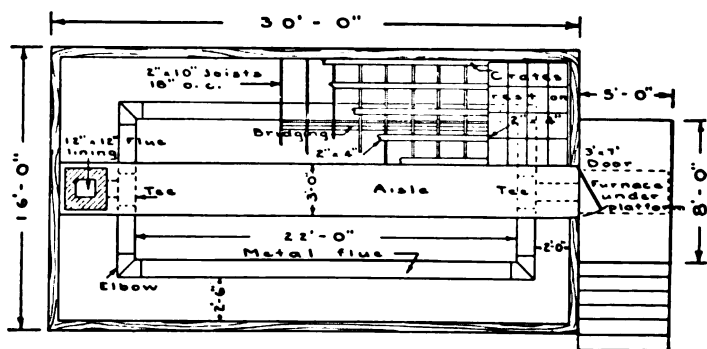 30'-0"
2"x10" Joists
18" o.c.
Crates
rest on
2" x 4"
5'-0"
Bridging
12"x12" Flue
lining
2"x4"
3'x7'
Door
16'-0"
Tee
3'-0"
Aisle
Tee
Furnace
under
platform
8'-0"
22'-0"
2'0"
Metal flue
Elbow
2'-6"